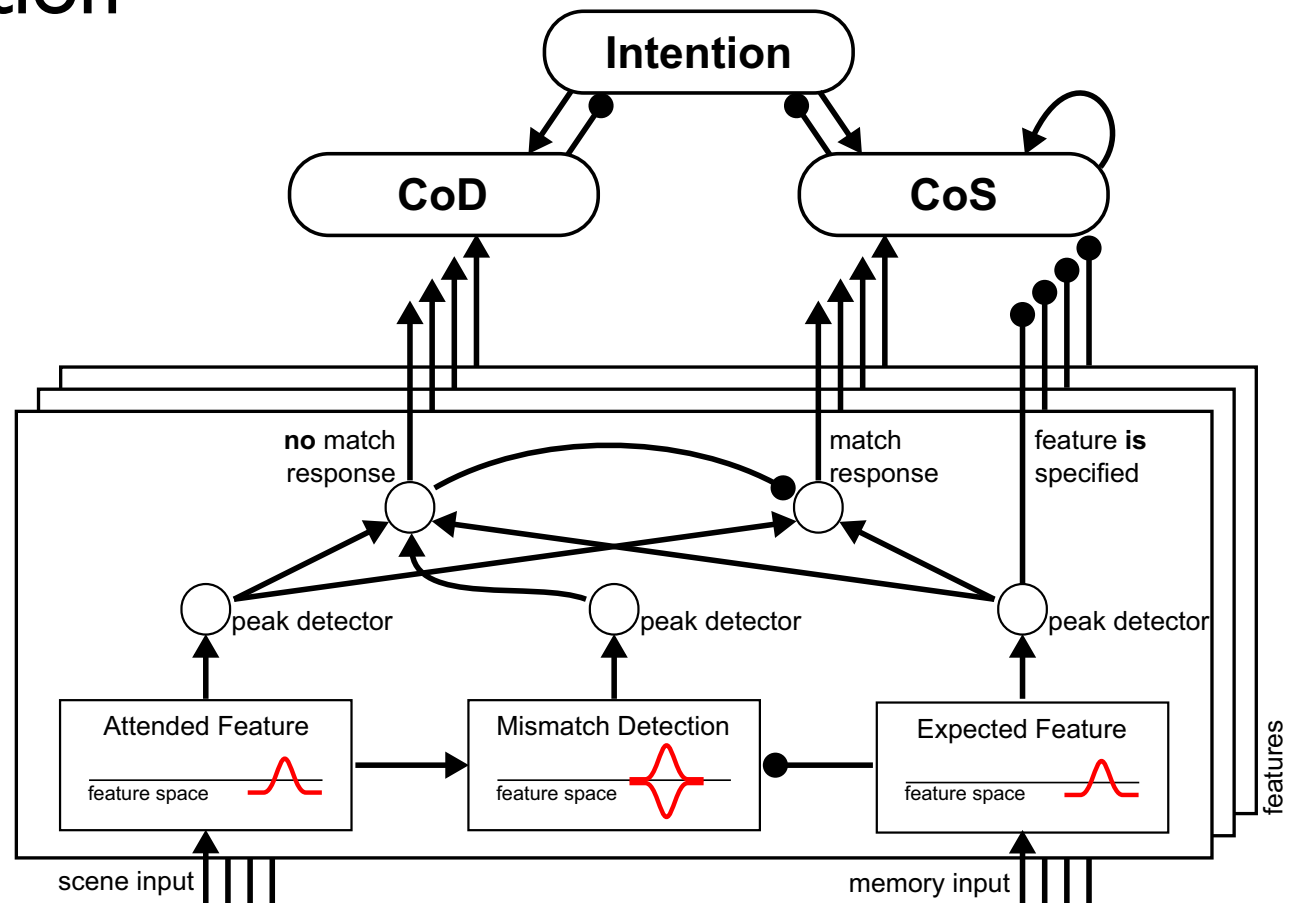 Intention
CoD
CoS
no match
response
match
response
feature is
specified
peak detector
peak detector
peak detector
Attended Feature
feature space
Mismatch Detection
feature space
Expected Feature
feature space
features
scene input
memory input